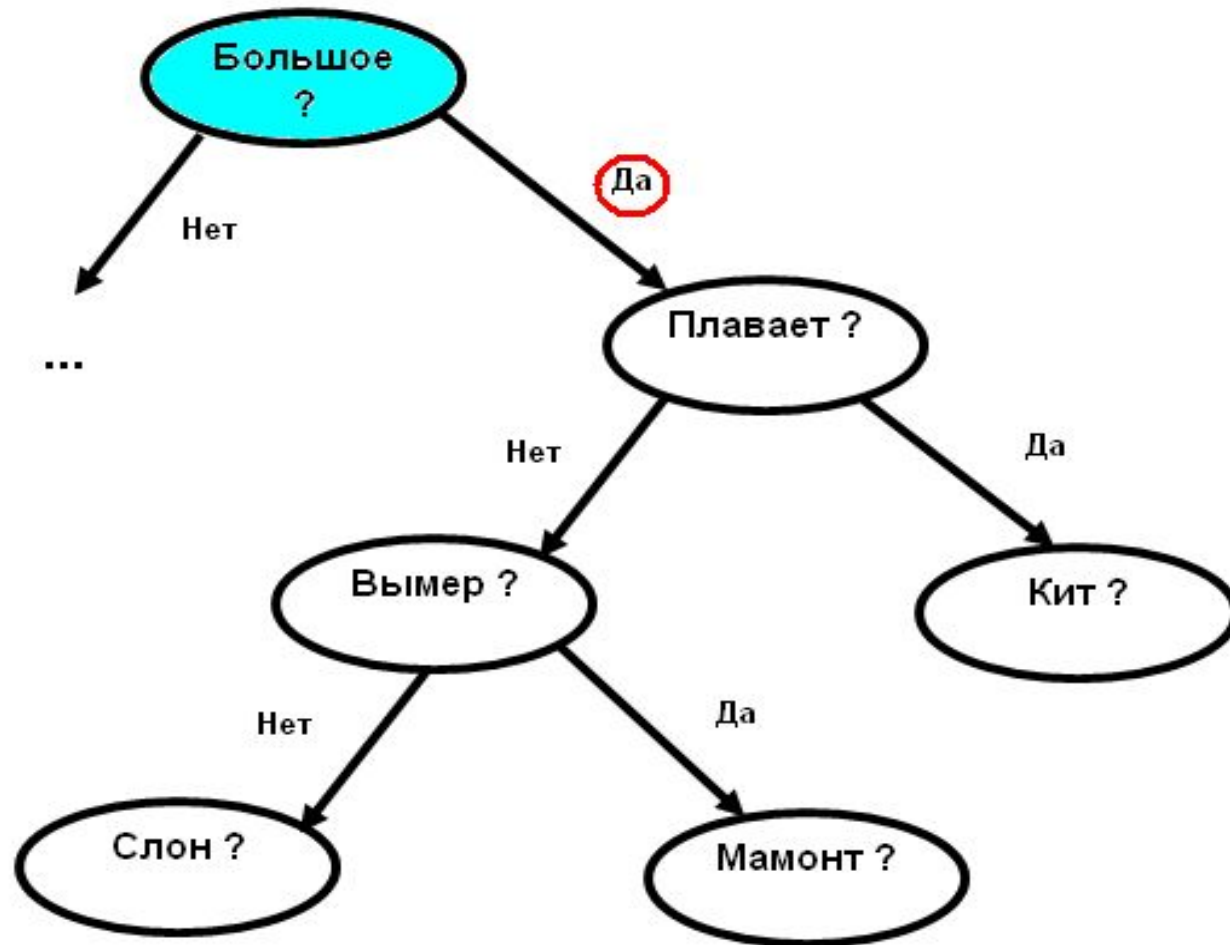 Большое
?
Да
Нет
...
Плавает ?
Нет
Да
Вымер ?
Кит ?
Нет
Да
Слон ?
Мамонт ?